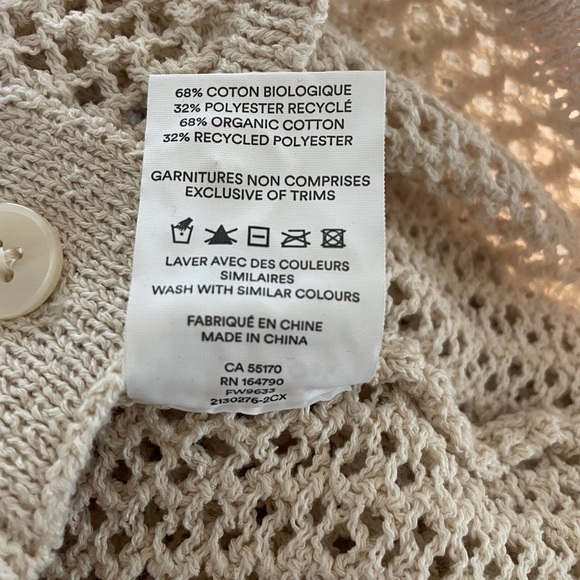 68% COTON BIOLOGIQUE
32% POLYESTER RECYCLÉ
68% ORGANIC COTTON
32% RECYCLED POLYESTER
GARNITURES NON COMPRISES
EXCLUSIVE OF TRIMS
LAVER AVEC DES COULEURS
SIMILAIRES
WASH WITH SIMILAR COLOURS
FABRIQUÉ EN CHINE
MADE IN CHINA
CA 55170
RN 164790
FW9633
2130276-2CX